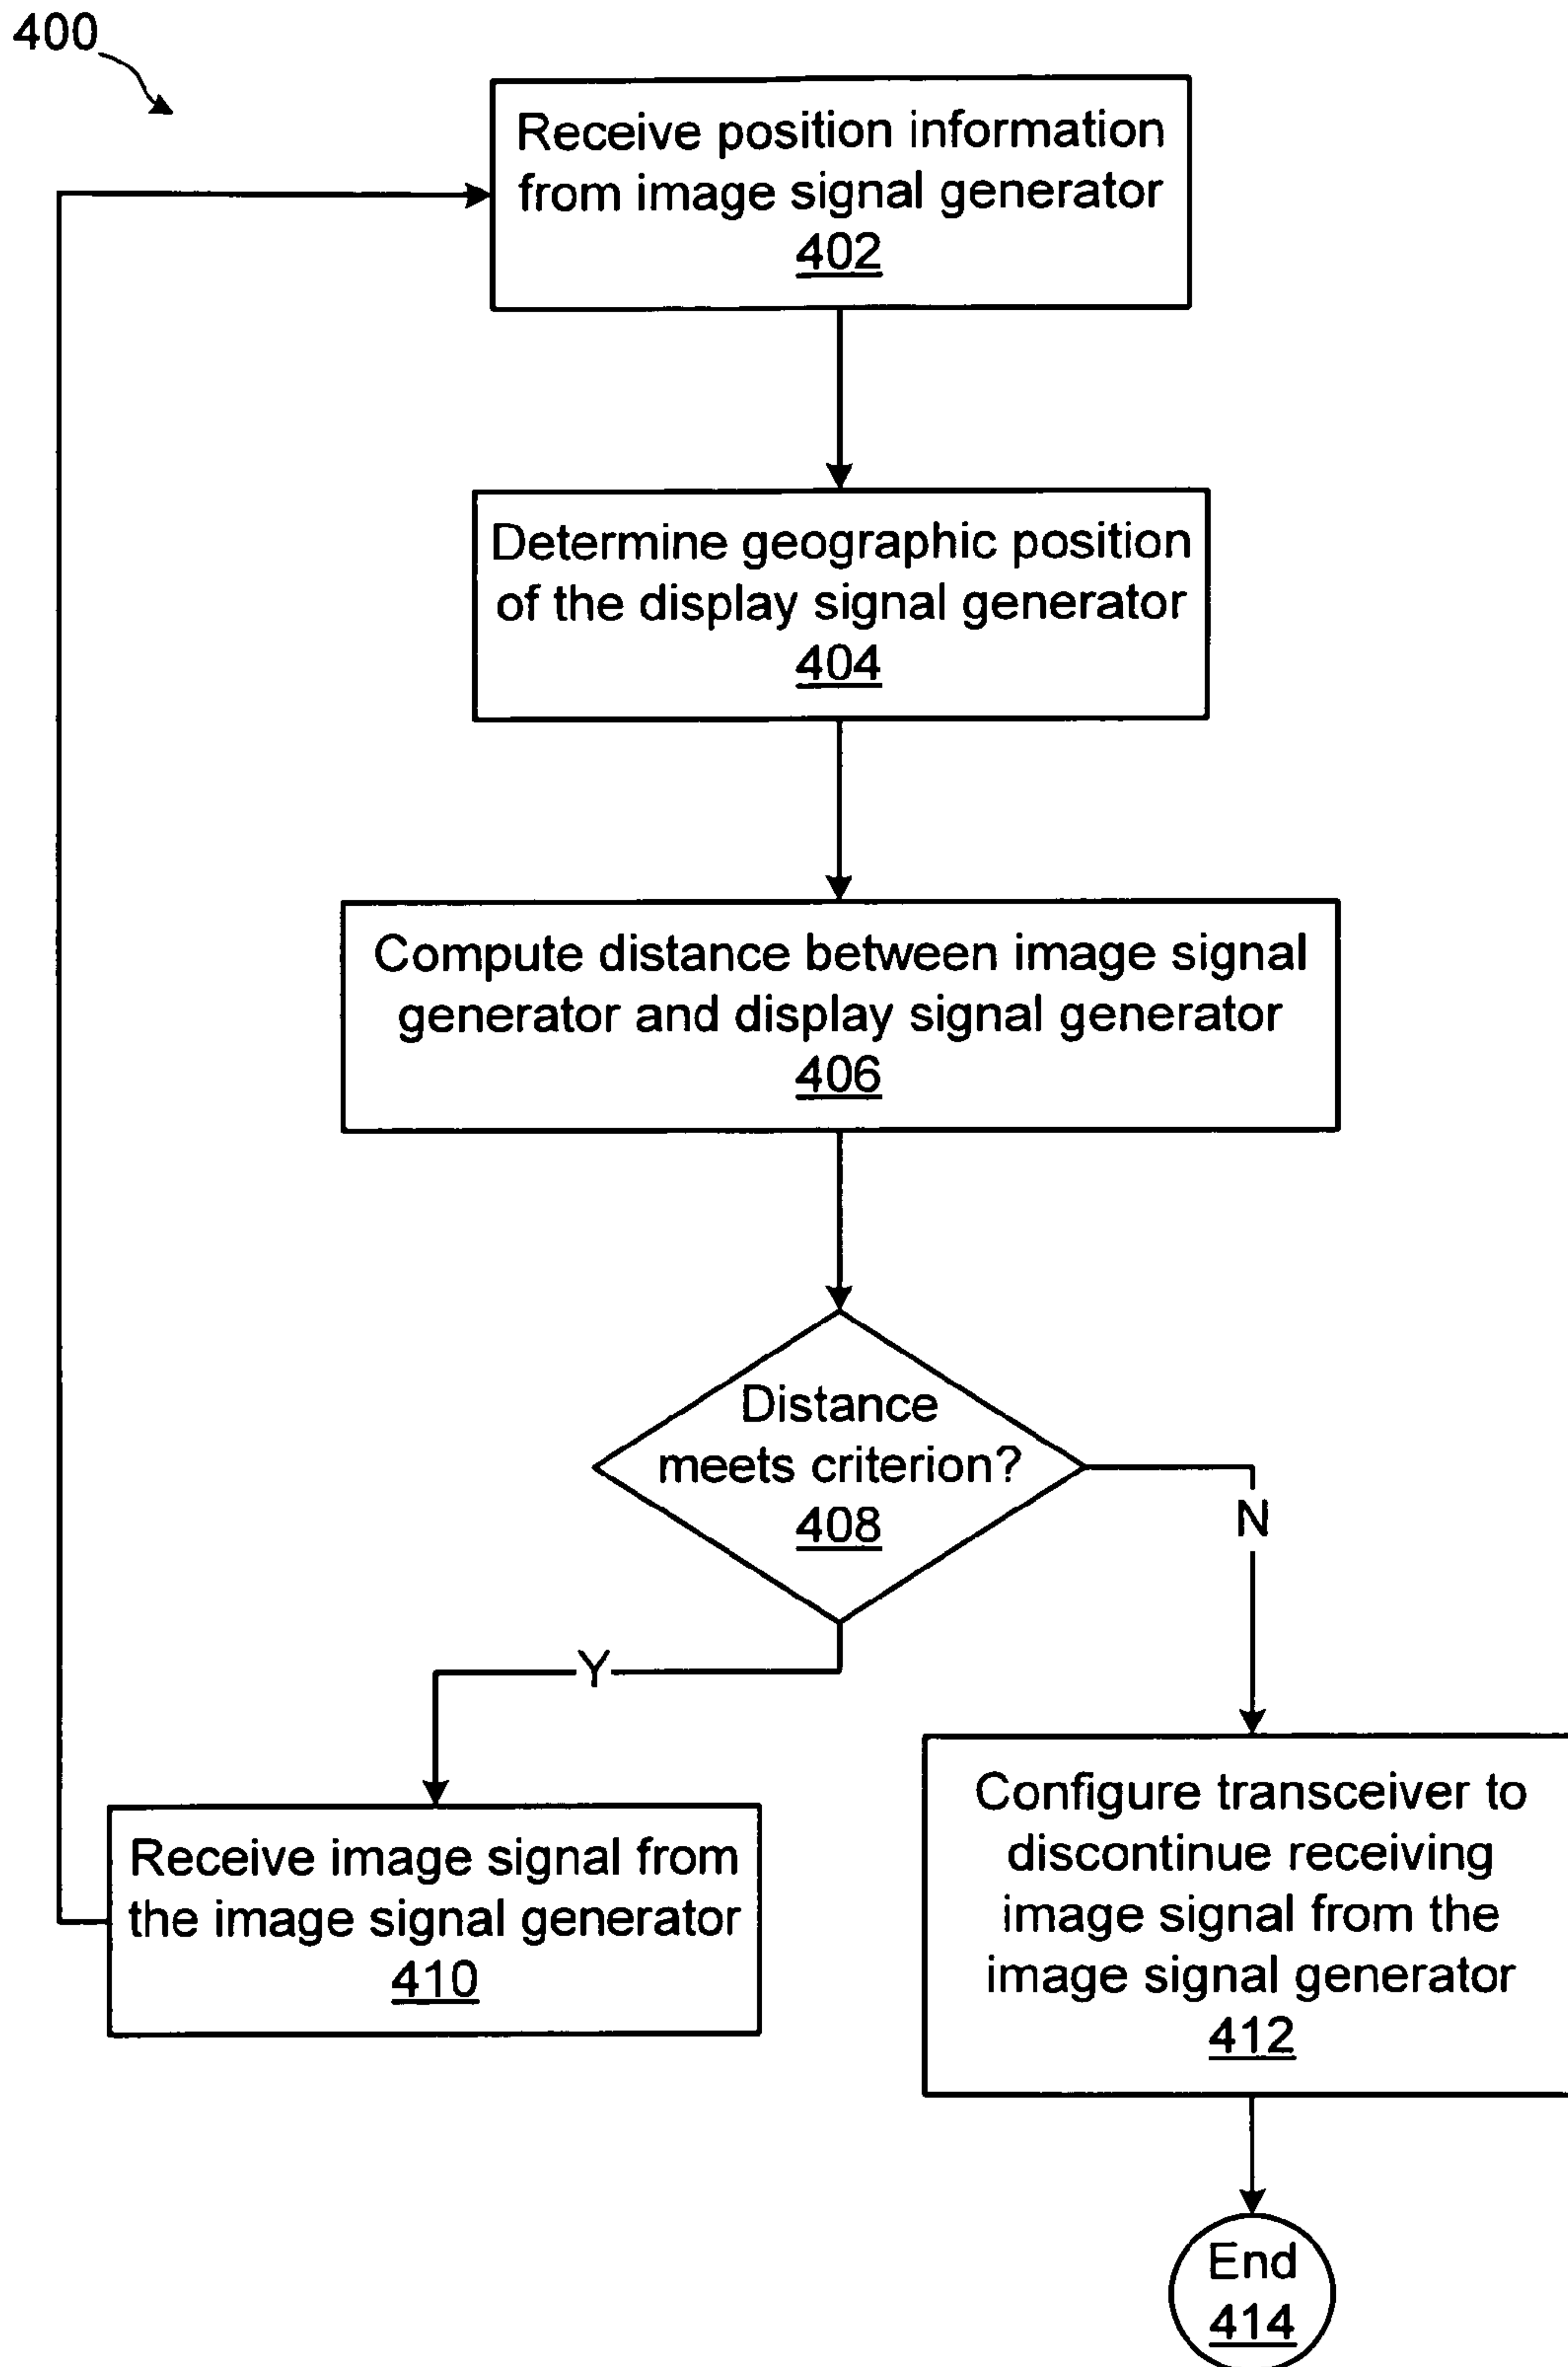 400
Receive position information
from image signal generator
402
Determine geographic position
of the display signal generator
404
Compute distance between image signal
generator and display signal generator
406
Distance
meets criterion?
408
N
Y
Receive image signal from
the image signal generator
410
Configure transceiver to
discontinue receiving
image signal from the
image signal generator
412
End
414